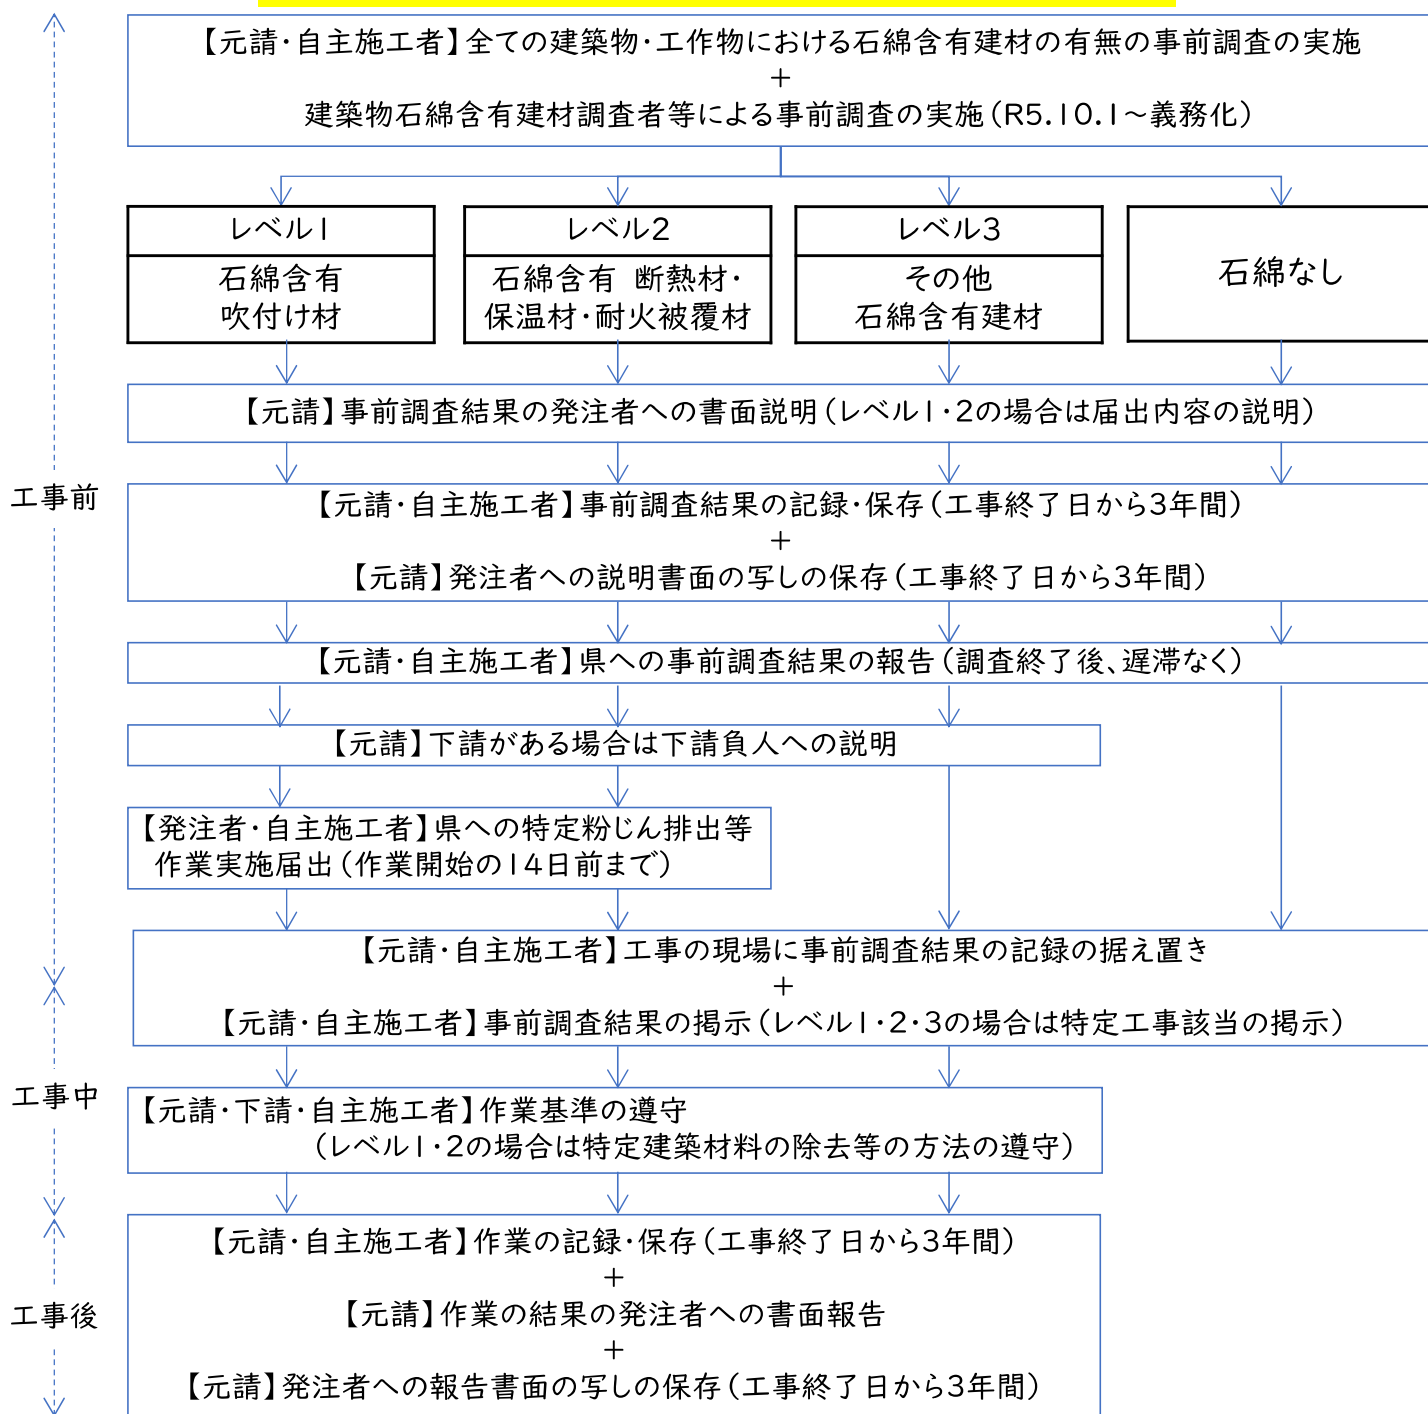 【元請・自主施工者】全ての建築物・工作物における石綿含有建材の有無の事前調査の実施
+
建築物石綿含有建材調査者等による事前調査の実施（R5.10.1～義務化）
レベル1
レベル2
レベル3
石綿なし
石綿含有
吹付け材
石綿含有 断熱材・
保温材・耐火被覆材
その他
石綿含有建材
【元請】事前調査結果の発注者への書面説明（レベル1・2の場合は届出内容の説明）
工事前
【元請・自主施工者】事前調査結果の記録・保存（工事終了日から3年間）
+
【元請】発注者への説明書面の写しの保存（工事終了日から3年間）
【元請・自主施工者】県への事前調査結果の報告（調査終了後、遅滞なく）
【元請】下請がある場合は下請負人への説明
【発注者・自主施工者】県への特定粉じん排出等
作業実施届出（作業開始の14日前まで）
【元請・自主施工者】工事の現場に事前調査結果の記録の据え置き
+
【元請・自主施工者】事前調査結果の掲示（レベル1・2・3の場合は特定工事該当の掲示）
工事中
【元請・下請・自主施工者】作業基準の遵守
（レベル1・2の場合は特定建築材料の除去等の方法の遵守）
工事後
【元請・自主施工者】作業の記録・保存（工事終了日から3年間）
+
【元請】作業の結果の発注者への書面報告
+
【元請】発注者への報告書面の写しの保存（工事終了日から3年間）